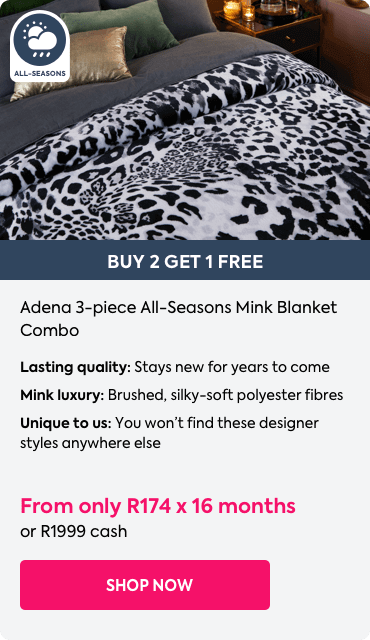 ALL-SEASONS
BUY 2 GET 1 FREE
Adena 3-piece All-Seasons Mink Blanket
Combo
Lasting quality: Stays new for years to come
Mink luxury: Brushed, silky-soft polyester fibres
Unique to us: You won't find these designer
styles anywhere else
From only R174 x 16 months
or R1999 cash
SHOP NOW